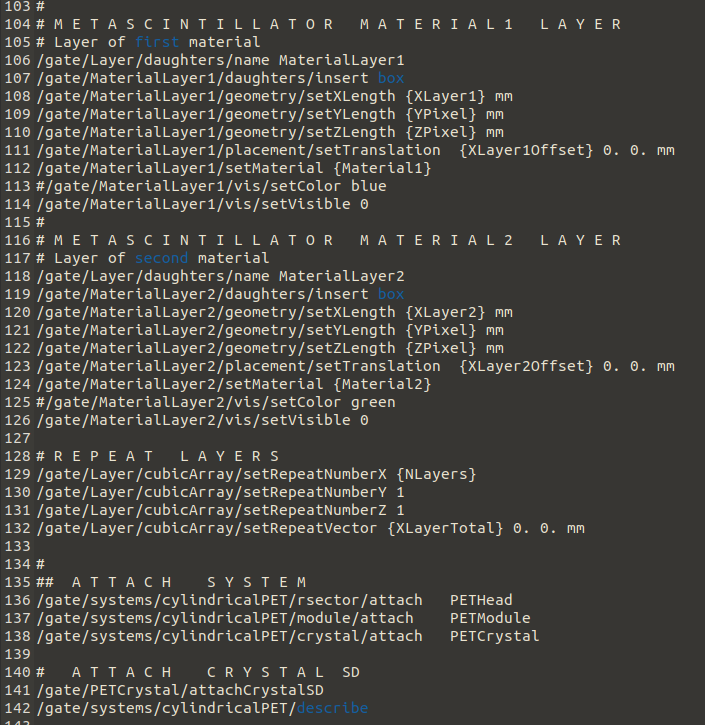 103 #
104 # M E T A S C I N T I L L A T O R   M A T E R I A L 1   L A Y E R
105 # Layer of first material
106 /gate/Layer/daughters/name MaterialLayer1
107 /gate/MaterialLayer1/daughters/insert box
108 /gate/MaterialLayer1/geometry/setXLength {XLayer1} mm
109 /gate/MaterialLayer1/geometry/setYLength {YPixel} mm
110 /gate/MaterialLayer1/geometry/setZLength {ZPixel} mm
111 /gate/MaterialLayer1/placement/setTranslation  {XLayer1Offset} 0. 0. mm
112 /gate/MaterialLayer1/setMaterial {Material1}
113 #/gate/MaterialLayer1/vis/setColor blue
114 /gate/MaterialLayer1/vis/setVisible 0
115 #
116 # M E T A S C I N T I L L A T O R   M A T E R I A L 2   L A Y E R
117 # Layer of second material
118 /gate/Layer/daughters/name MaterialLayer2
119 /gate/MaterialLayer2/daughters/insert box
120 /gate/MaterialLayer2/geometry/setXLength {XLayer2} mm
121 /gate/MaterialLayer2/geometry/setYLength {YPixel} mm
122 /gate/MaterialLayer2/geometry/setZLength {ZPixel} mm
123 /gate/MaterialLayer2/placement/setTranslation  {XLayer2Offset} 0. 0. mm
124 /gate/MaterialLayer2/setMaterial {Material2}
125 #/gate/MaterialLayer2/vis/setColor green
126 /gate/MaterialLayer2/vis/setVisible 0
127
128 # R E P E A T   L A Y E R S
129 /gate/Layer/cubicArray/setRepeatNumberX {NLayers}
130 /gate/Layer/cubicArray/setRepeatNumberY 1
131 /gate/Layer/cubicArray/setRepeatNumberZ 1
132 /gate/Layer/cubicArray/setRepeatVector {XLayerTotal} 0. 0. mm
133
134 #
135 ##  A T T A C H    S Y S T E M
136 /gate/systems/cylindricalPET/rsector/attach   PETHead
137 /gate/systems/cylindricalPET/module/attach    PETModule
138 /gate/systems/cylindricalPET/crystal/attach   PETCrystal
139
140 #   A T T A C H    C R Y S T A L  SD
141 /gate/PETCrystal/attachCrystalSD
142 /gate/systems/cylindricalPET/describe